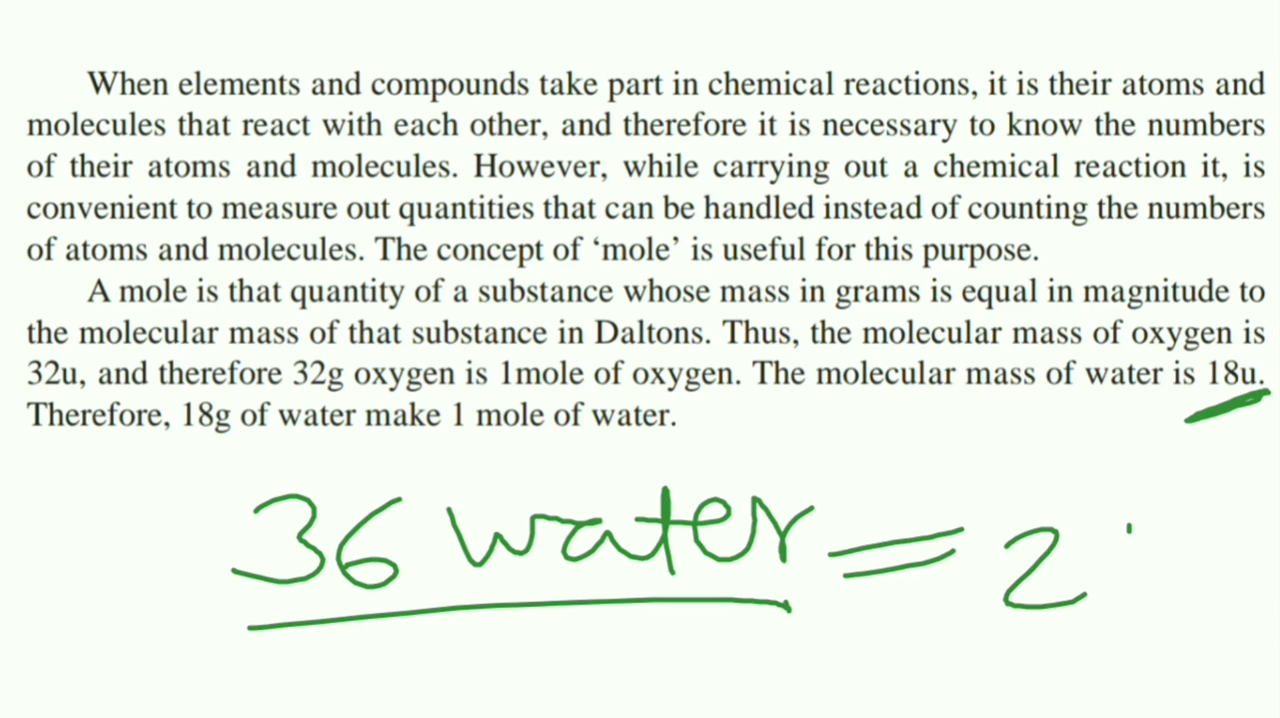 When elements and compounds take part in chemical reactions, it is their atoms and
molecules that react with each other, and therefore it is necessary to know the numbers
of their atoms and molecules. However, while carrying out a chemical reaction it, is
convenient to measure out quantities that can be handled instead of counting the numbers
of atoms and molecules. The concept of ‘mole’ is useful for this purpose.
A mole is that quantity of a substance whose mass in grams is equal in magnitude to
the molecular mass of that substance in Daltons. Thus, the molecular mass of oxygen is
32u, and therefore 32g oxygen is 1mole of oxygen. The molecular mass of water is 18u.
Therefore, 18g of water make 1 mole of water.
36 water = 2